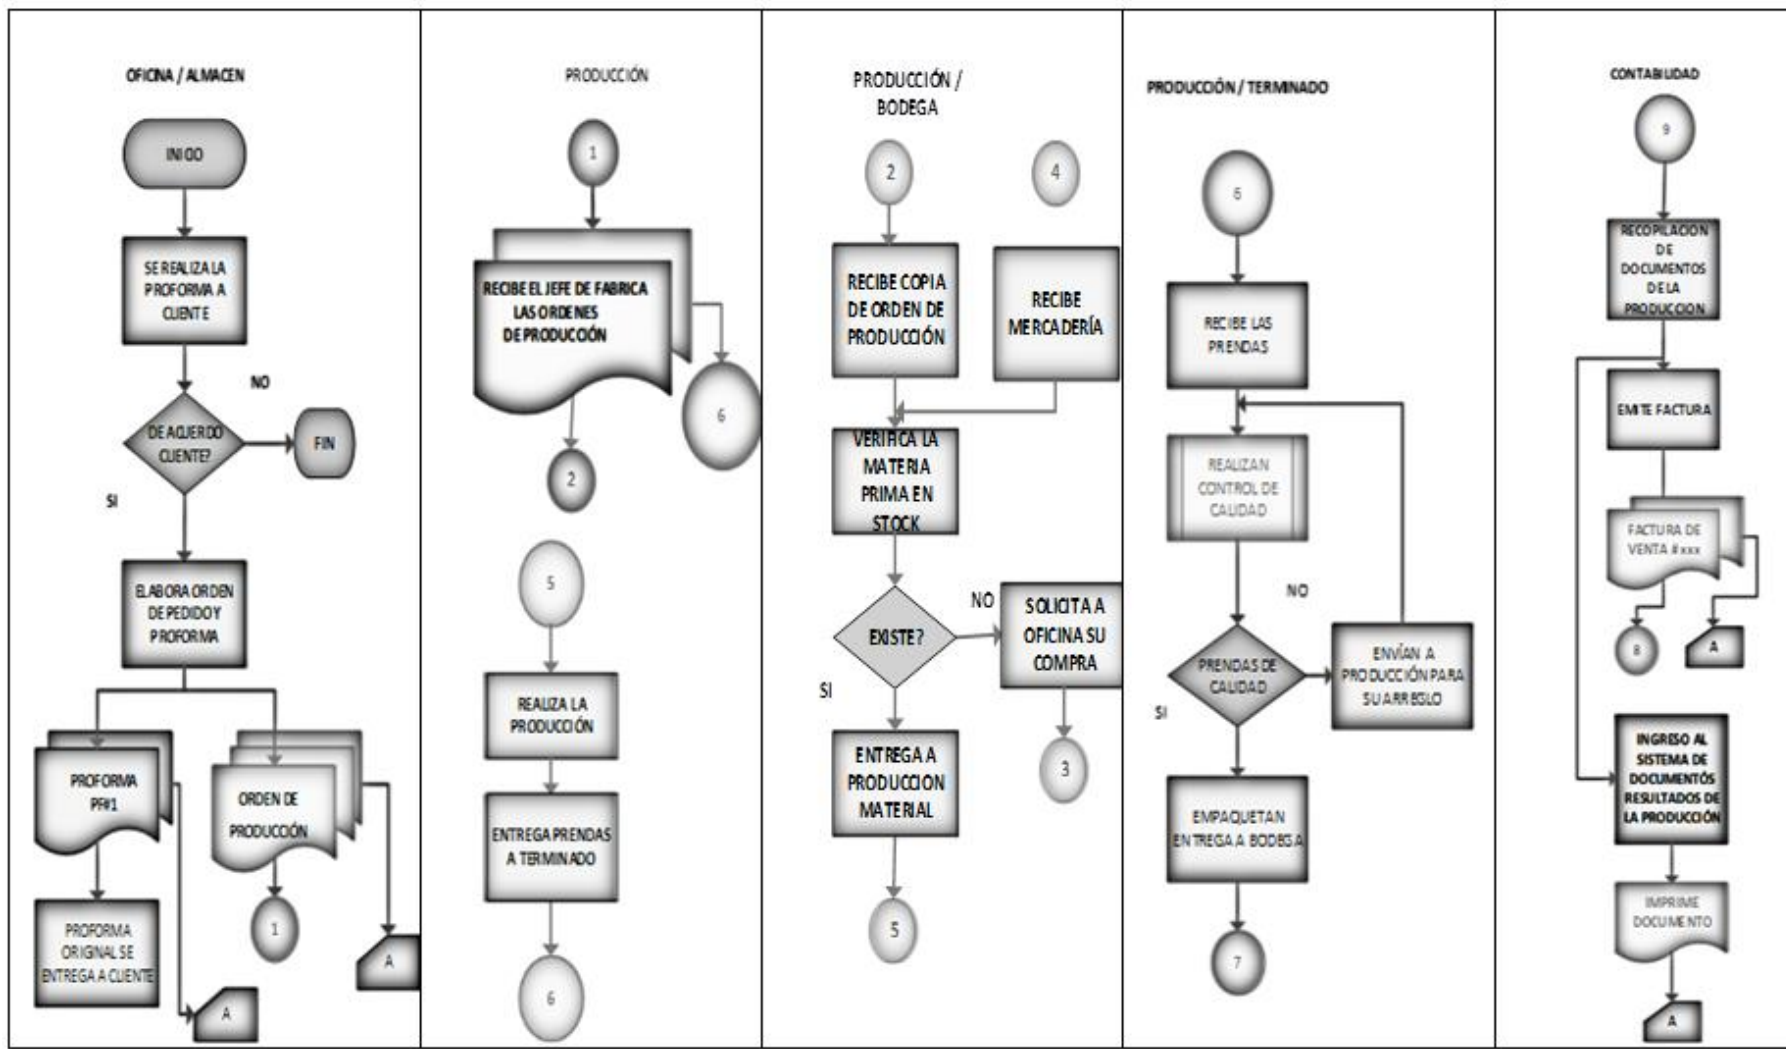 OFICINA / ALMACEN
INICIO
SE REALIZA LA
PROFORMA A
CLIENTE
NO
DE ACUERDO
CLIENTE?
FIN
SI
ELABORA ORDEN
DE PEDIDO Y
PROFORMA
PROFORMA
PF#1
ORDEN DE
PRODUCCIÓN
PROFORMA
ORIGINAL SE
ENTREGA A CLIENTE
1
A
A
PRODUCCIÓN
1
RECIBE EL JEFE DE FABRICA
LAS ORDENES
DE PRODUCCIÓN
6
2
5
REALIZA LA
PRODUCCIÓN
ENTREGA PRENDAS
A TERMINADO
6
PRODUCCIÓN /
BODEGA
2
4
RECIBE COPIA
DE ORDEN DE
PRODUCCIÓN
RECIBE
MERCADERÍA
VERIFICA LA
MATERIA
PRIMA EN
STOCK
EXISTE?
NO
SOLICITA A
OFICINA SU
COMPRA
SI
ENTREGA A
PRODUCCION
MATERIAL
3
5
PRODUCCIÓN / TERMINADO
6
RECIBE LAS
PRENDAS
REALIZAN
CONTROL DE
CALIDAD
NO
PRENDAS DE
CALIDAD
ENVÍAN A
PRODUCCIÓN PARA
SU ARREGLO
SI
EMPAQUETAN
ENTREGA A BODEGA
7
CONTABILIDAD
9
RECOPILACION
DE
DOCUMENTOS
DE LA
PRODUCCION
EMITE FACTURA
FACTURA DE
VENTA #xxx
8
A
INGRESO AL
SISTEMA DE
DOCUMENTÓS
RESULTADOS DE
LA PRODUCCIÓN
IMPRIME
DOCUMENTO
A